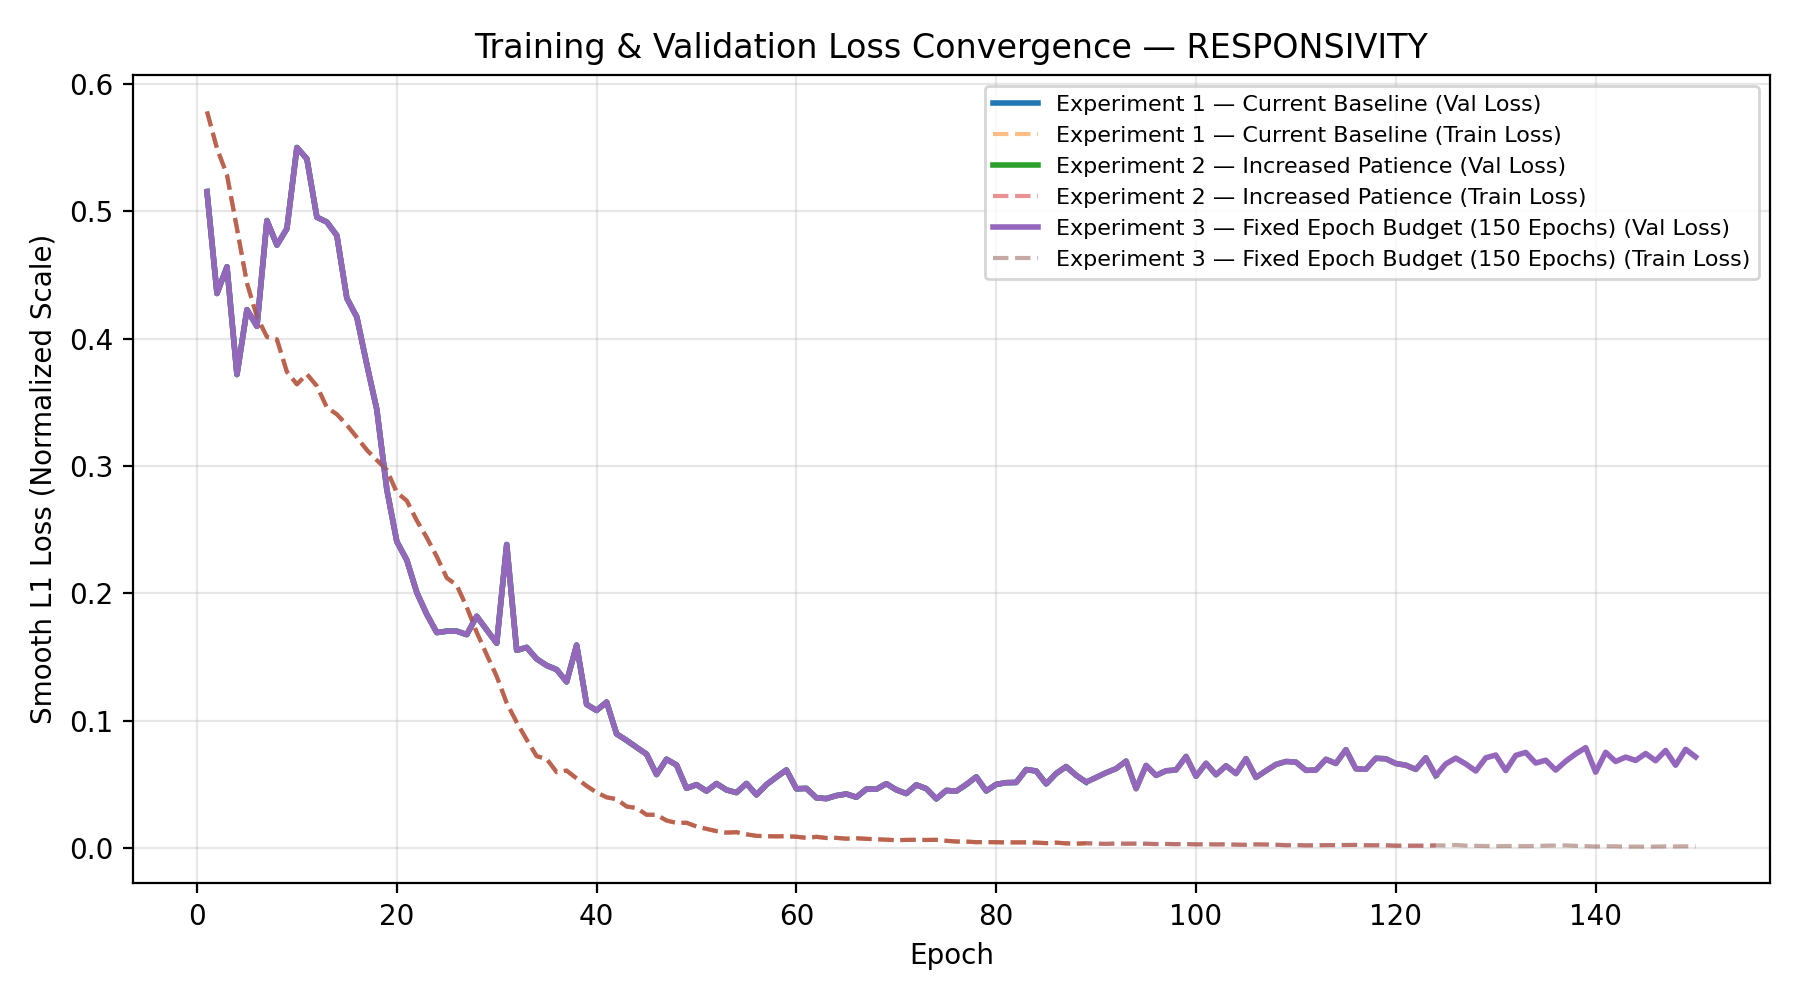 Training & Validation Loss Convergence — RESPONSIVITY
Smooth L1 Loss (Normalized Scale)
0.6
0.5
0.4
0.3
0.2
0.1
0.0
Experiment 1 — Current Baseline (Val Loss)
Experiment 1 — Current Baseline (Train Loss)
Experiment 2 — Increased Patience (Val Loss)
Experiment 2 — Increased Patience (Train Loss)
Experiment 3 — Fixed Epoch Budget (150 Epochs) (Val Loss)
Experiment 3 — Fixed Epoch Budget (150 Epochs) (Train Loss)
0 20 40 60 80 100 120 140
Epoch